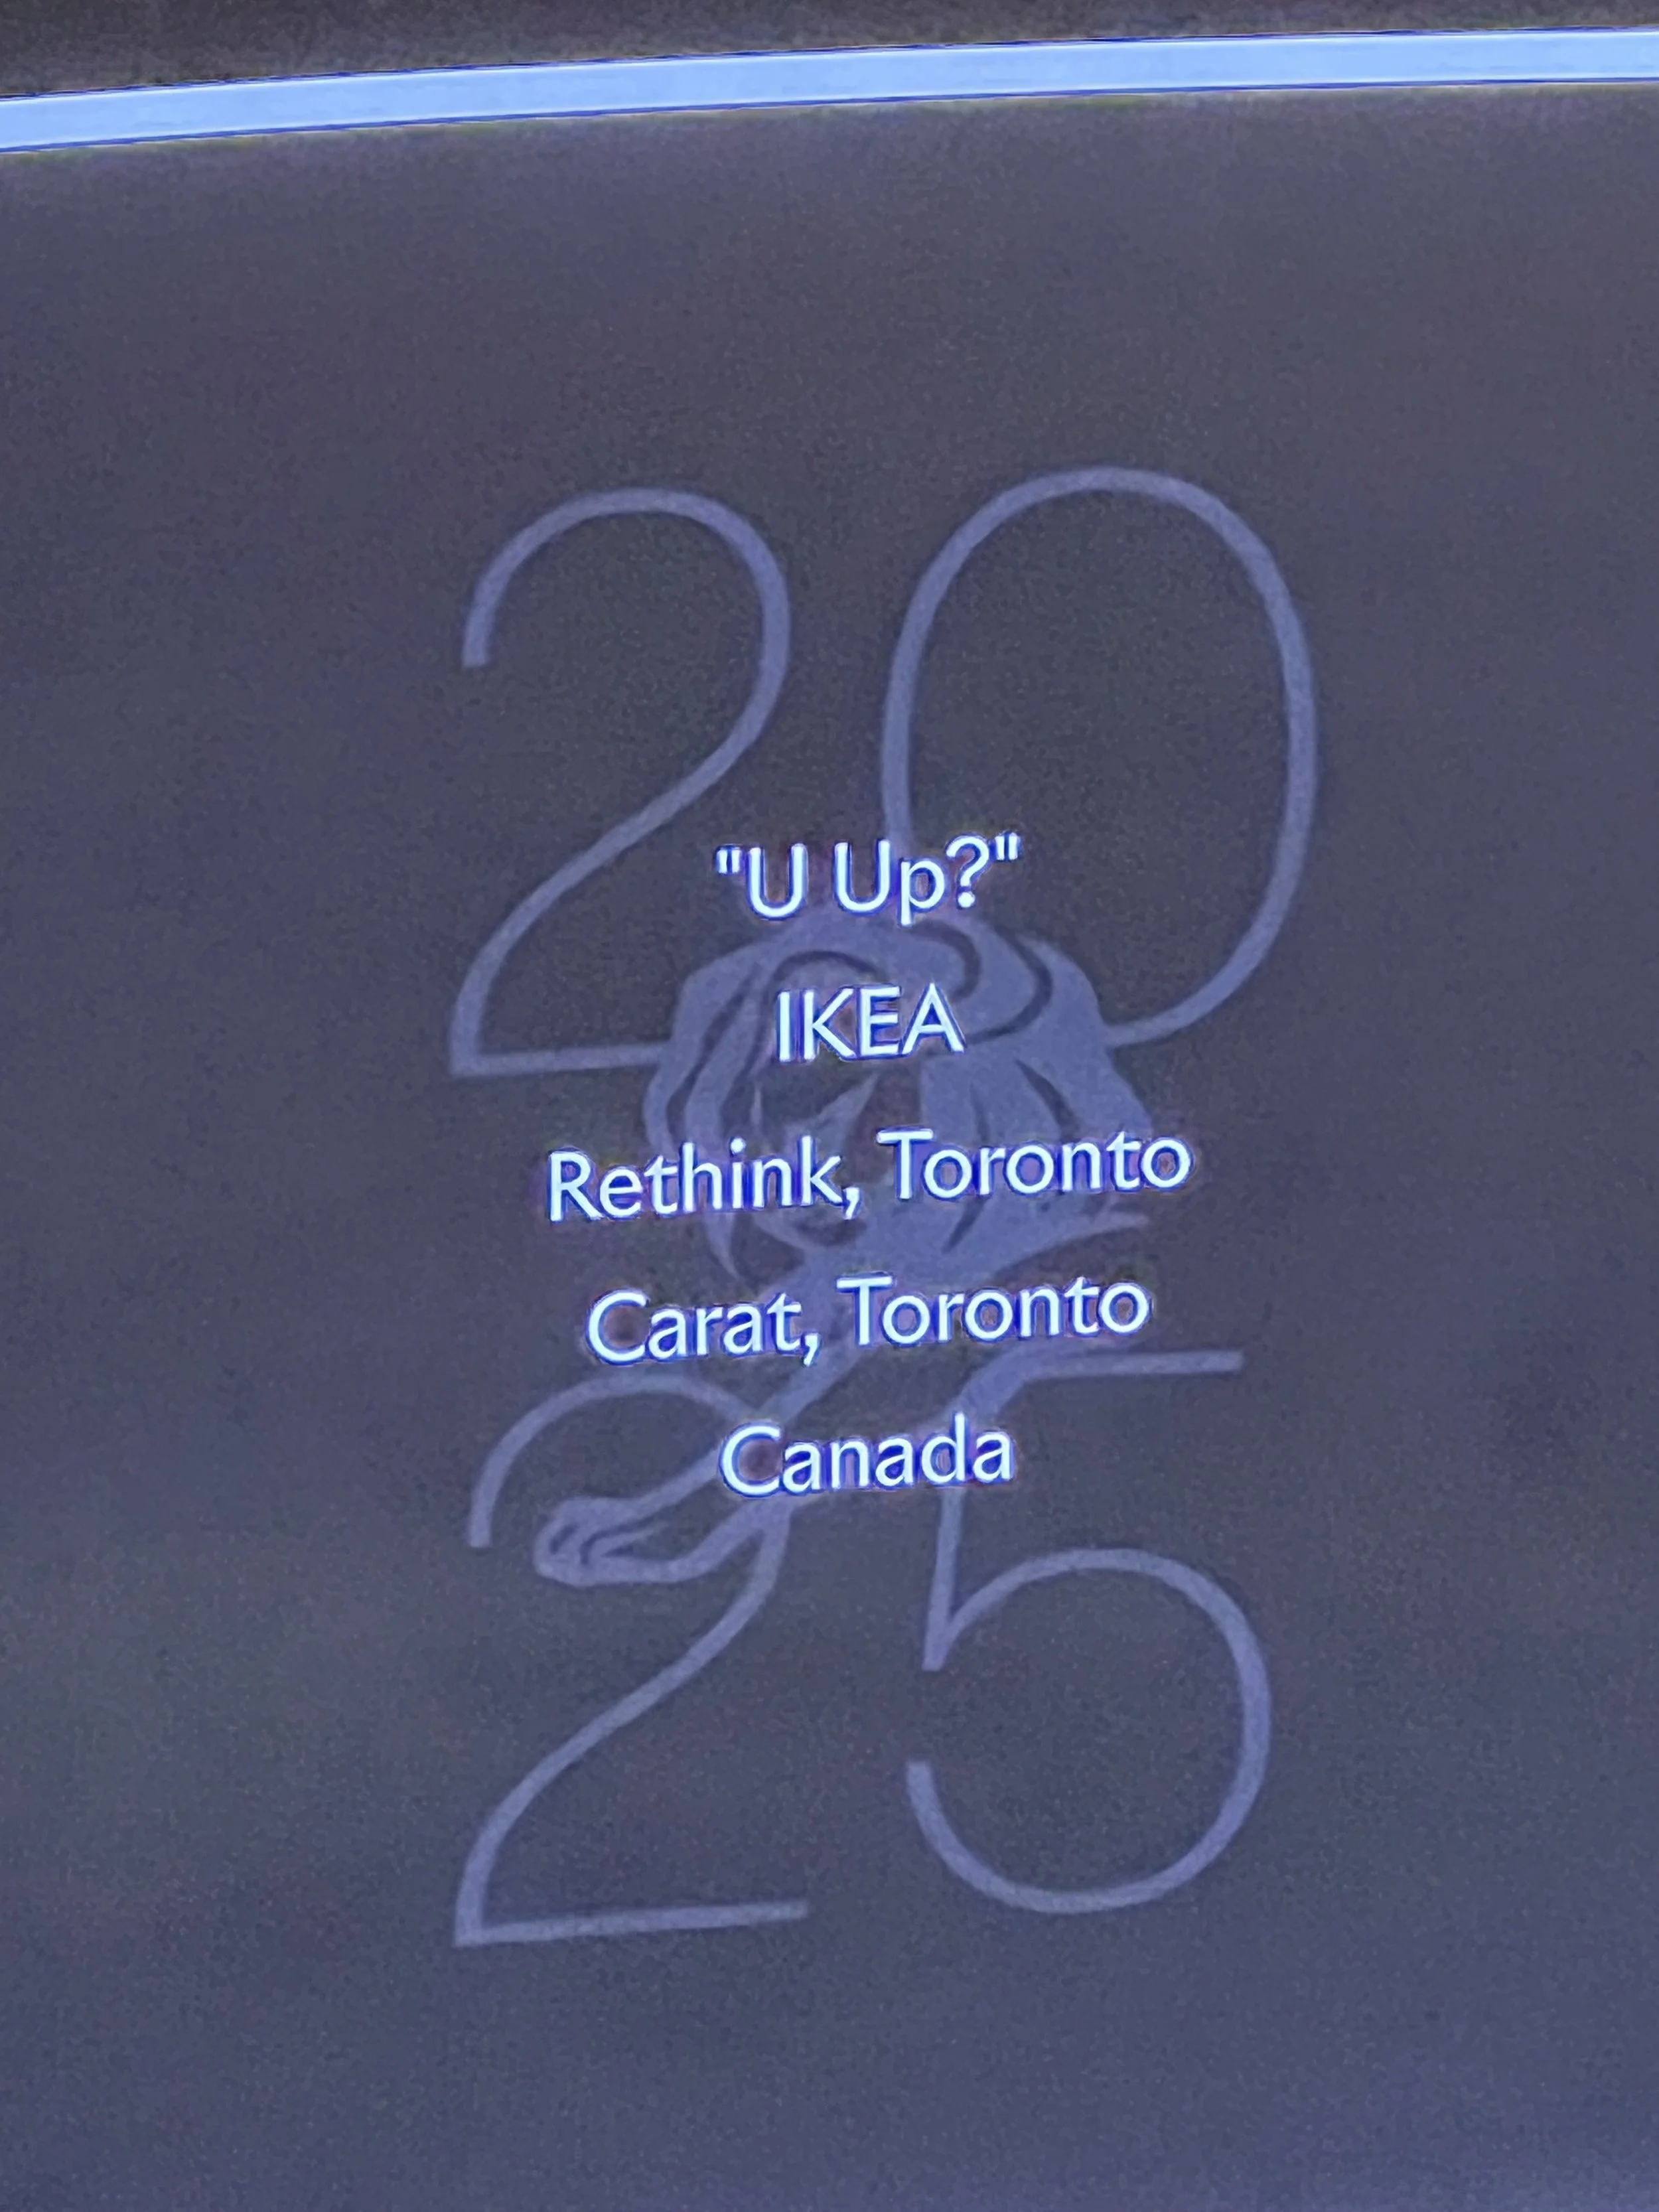 20
"U Up?"
IKEA
Rethink, Toronto
Carat, Toronto
Canada
25